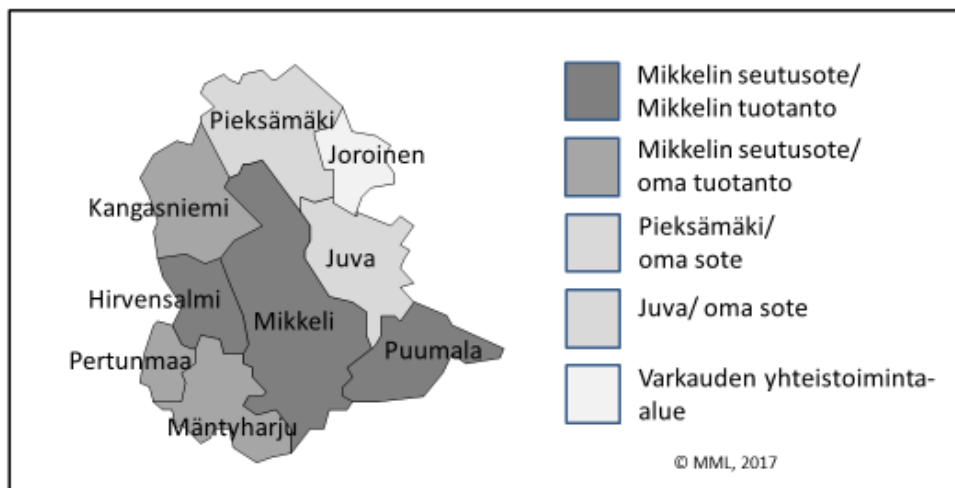 Pieksämäki
Joroinen
Kangasniemi
Juva
Hirvensalmi
Mikkeli
Pertunmaa
Puumala
Mäntyharju
Mikkelin seutusote/
Mikkelin tuotanto
Mikkelin seutusote/
oma tuotanto
Pieksämäki/
oma sote
Juva/ oma sote
Varkauden yhteistoiminta-
alue
© MML, 2017